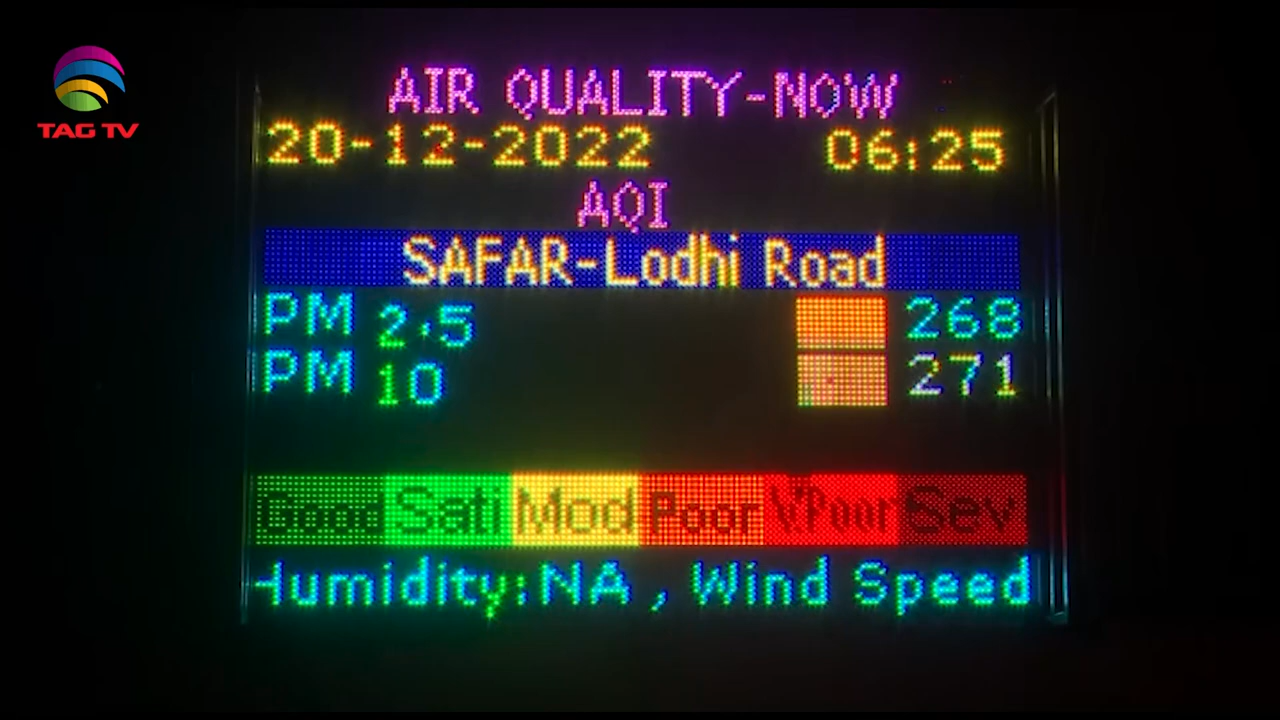 TAG TV
AIR QUALITY-NOW
20-12-2022 06:25
AQI
SAFAR-Lodhi Road
PM 2.5 268
PM 10 271
Good Sati Mod Poor VPoor Sev
Humidity:NA , Wind Speed